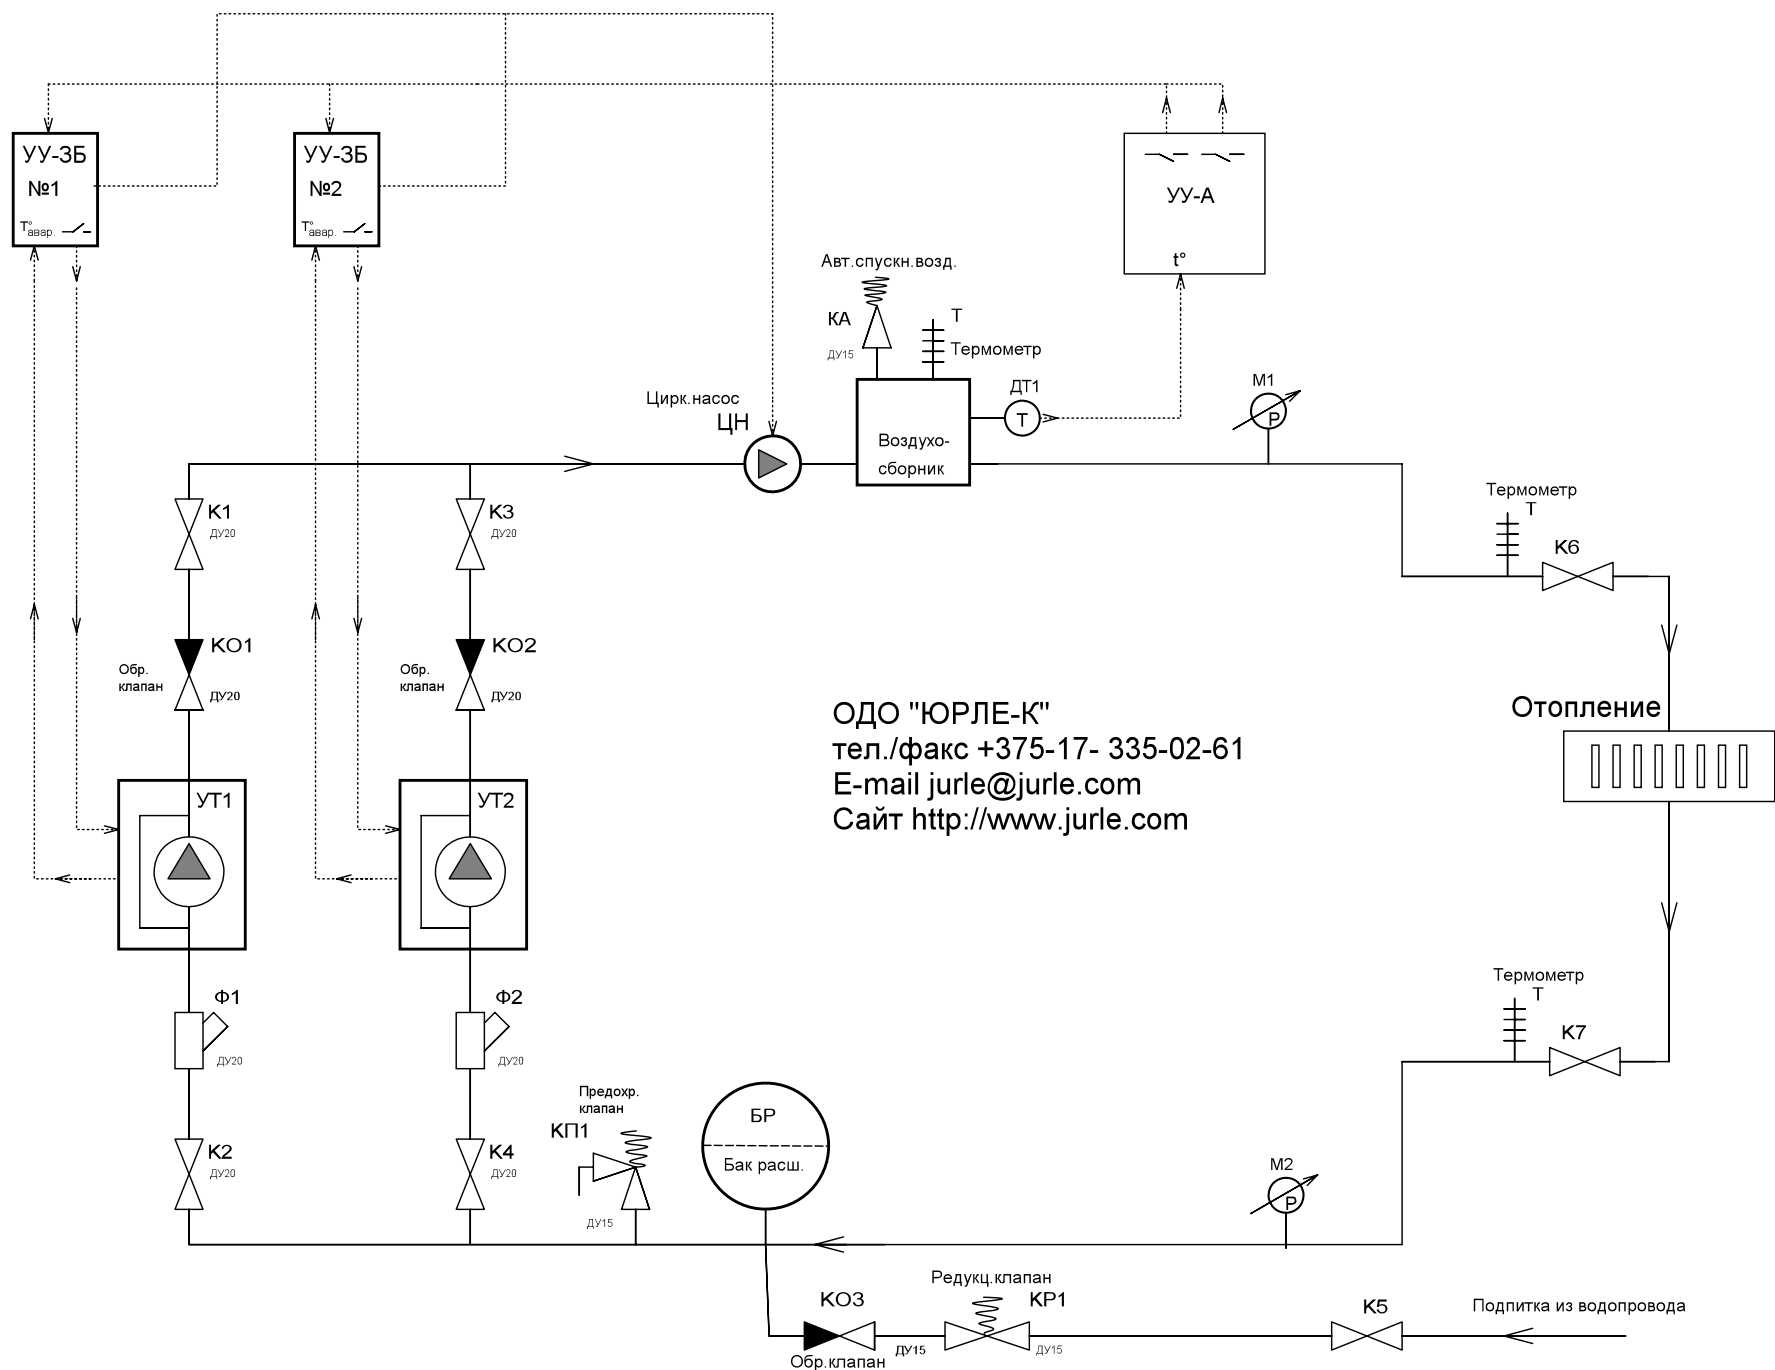 УУ-ЗБ
№1
T°авар.
УУ-ЗБ
№2
T°авар.
УУ-А
t°
Авт.спускн.возд.
КА
ДУ15
Т
Термометр
ДТ1
Т
М1
P
Цирк.насос
ЦН
Воздухо-
сборник
К1
ДУ20
К3
ДУ20
Термометр
Т
К6
КО1
Обр.
клапан
ДУ20
КО2
Обр.
клапан
ДУ20
ОДО "ЮРЛЕ-К"
тел./факс +375-17- 335-02-61
E-mail jurle@jurle.com
Сайт http://www.jurle.com
Отопление
УТ1
УТ2
Ф1
ДУ20
Ф2
ДУ20
Термометр
Т
К7
Предохр.
клапан
КП1
ДУ15
БР
Бак расш.
К2
ДУ20
К4
ДУ20
М2
P
Редукц.клапан
КО3
КР1
К5
Подпитка из водопровода
Обр.клапан
ДУ15
ДУ15